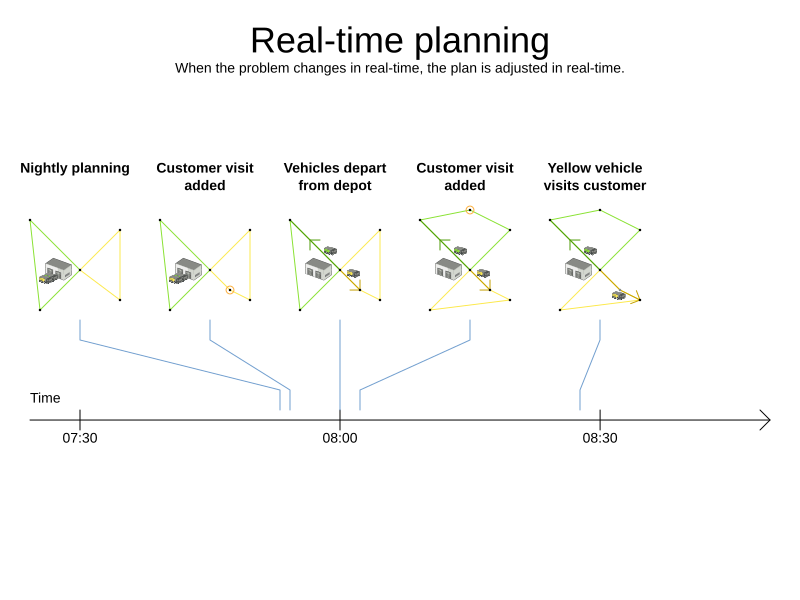 Real-time planning
When the problem changes in real-time, the plan is adjusted in real-time.
Nightly planning
Customer visit
added
Vehicles depart
from depot
Customer visit
added
Yellow vehicle
visits customer
Time
07:30
08:00
08:30